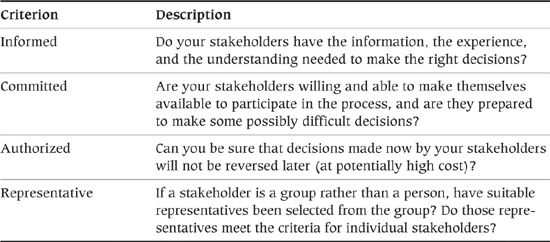 Criterion Description
Informed Do your stakeholders have the information, the experience,
and the understanding needed to make the right decisions?
Committed Are your stakeholders willing and able to make themselves
available to participate in the process, and are they prepared
to make some possibly difficult decisions?
Authorized Can you be sure that decisions made now by your stakeholders
will not be reversed later (at potentially high cost)?
Representative If a stakeholder is a group rather than a person, have suitable
representatives been selected from the group? Do those repre-
sentatives meet the criteria for individual stakeholders?